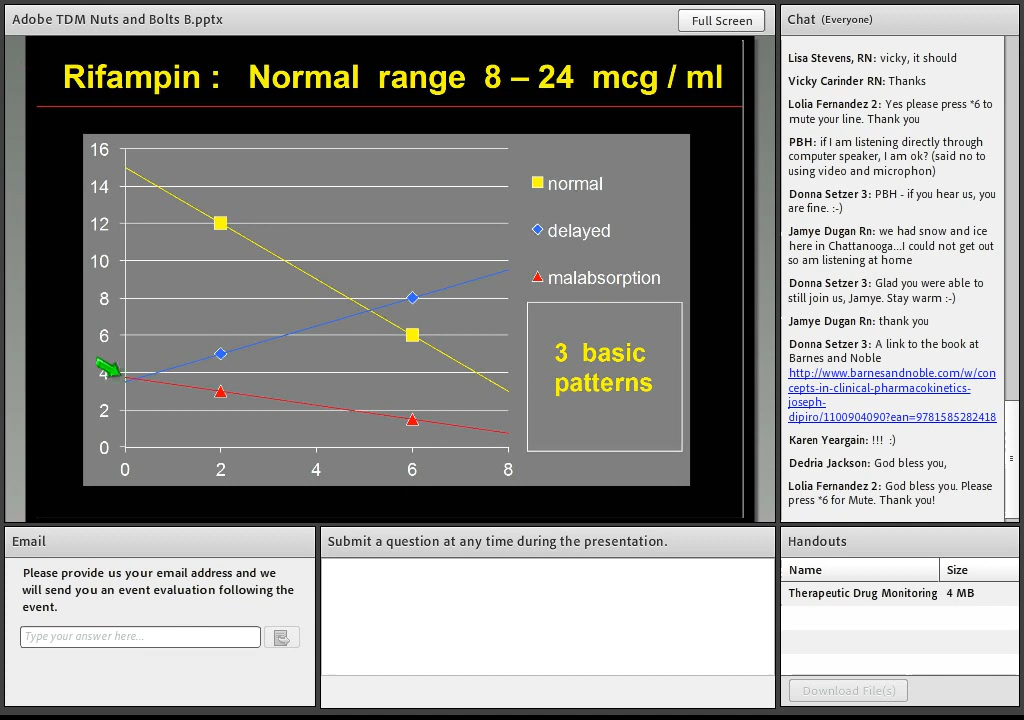 Adobe TDM Nuts and Bolts B.pptx
Full Screen
Rifampin : Normal range 8 – 24 mcg / ml
16
14
12
10
8
6
4
2
0
0 2 4 6 8
normal
delayed
malabsorption
3 basic
patterns
Chat (Everyone)
Lisa Stevens, RN: vicky, it should
Vicky Carinder RN: Thanks
Lolia Fernandez 2: Yes please press *6 to
mute your line. Thank you
PBH: if I am listening directly through
computer speaker, I am ok? (said no to
using video and microphon)
Donna Setzer 3: PBH - if you hear us, you
are fine. :-)
Jamye Dugan Rn: we had snow and ice
here in Chattanooga...I could not get out
so am listening at home
Donna Setzer 3: Glad you were able to
still join us, Jamye. Stay warm :-)
Jamye Dugan Rn: thank you
Donna Setzer 3: A link to the book at
Barnes and Noble
http://www.barnesandnoble.com/w/con
cepts-in-clinical-pharmacokinetics-
joseph-
dipiro/1100904090?ean=9781585282418
Karen Yeargain: !!! :)
Dedria Jackson: God bless you,
Lolia Fernandez 2: God bless you. Please
press *6 for Mute. Thank you!
Email
Please provide us your email address and we
will send you an event evaluation following the
event.
Type your answer here...
Submit a question at any time during the presentation.
Handouts
Name Size
Therapeutic Drug Monitoring 4 MB
Download File(s)